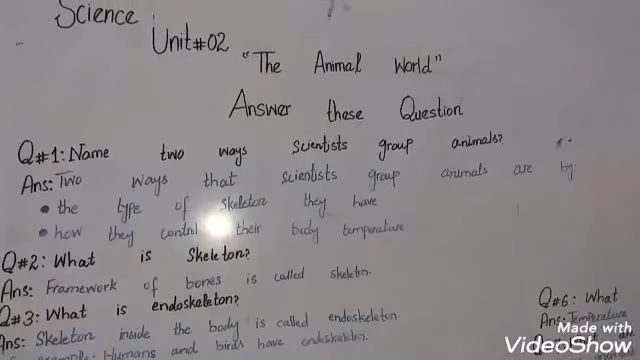 Science
Unit#02
"The Animal World"
Answer these Question
Q#1: Name two ways scientists group animals?
Ans: Two ways that scientists group animals are by:
• the type of skeleton they have
• how they control their body temperature
Q#2: What is Skeleton?
Ans: Framework of bones is called skeleton.
Q#3: What is endoskeleton?
Ans: Skeleton inside the body is called endoskeleton.
Example: Humans and birds have endoskeleton.
Q#6: What
Ans: Temperature
Made with
VideoShow